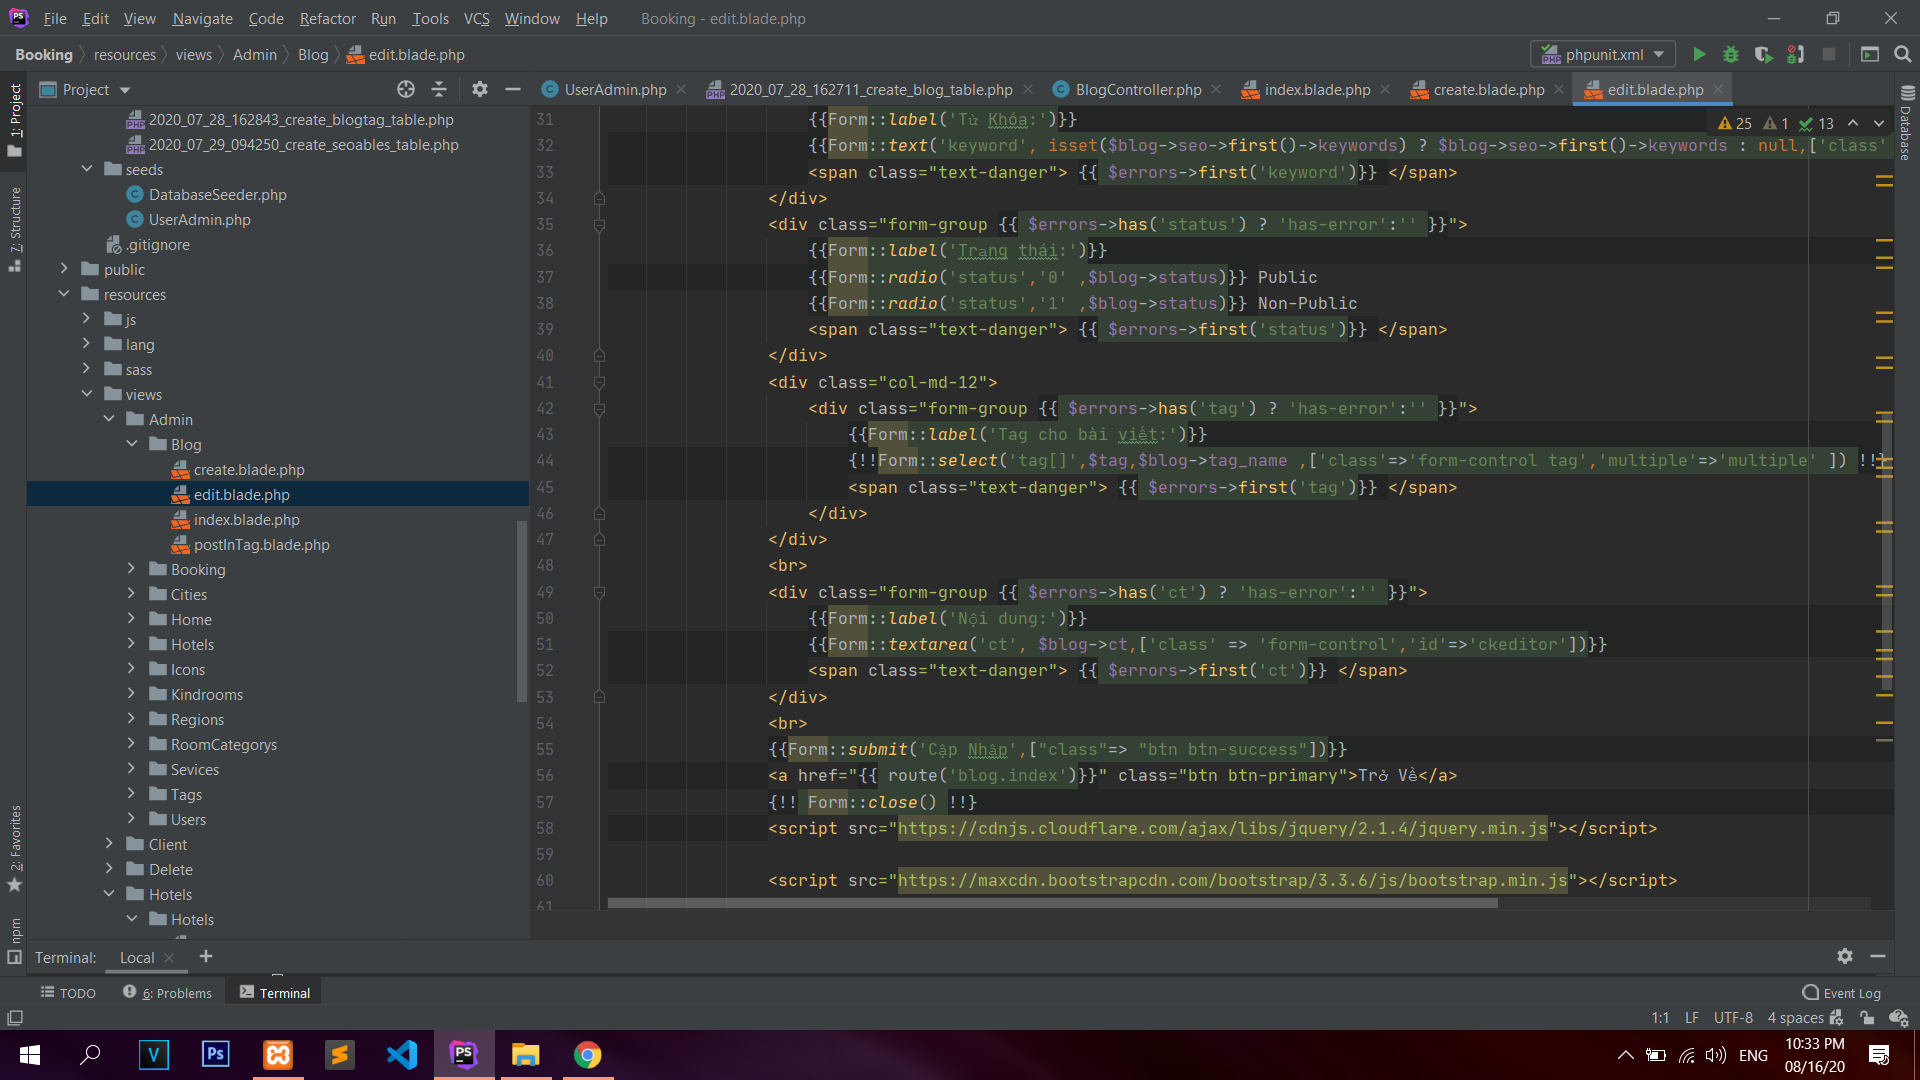 File Edit View Navigate Code Refactor Run Tools VCS Window Help Booking - edit.blade.php
Booking resources views Admin Blog edit.blade.php phpunit.xml
1: Project
7: Structure
2: Favorites
npm
Project
2020_07_28_162843_create_blogtag_table.php
2020_07_29_094250_create_seoables_table.php
seeds
DatabaseSeeder.php
UserAdmin.php
.gitignore
public
resources
js
lang
sass
views
Admin
Blog
create.blade.php
edit.blade.php
index.blade.php
postInTag.blade.php
Booking
Cities
Home
Hotels
Icons
Kindrooms
Regions
RoomCategorys
Sevices
Tags
Users
Client
Delete
Hotels
Hotels
UserAdmin.php 2020_07_28_162711_create_blog_table.php BlogController.php index.blade.php create.blade.php edit.blade.php
25 1 13
Database
31 {{Form::label('Từ Khóa:')}}
32 {{Form::text('keyword', isset($blog->seo->first()->keywords) ? $blog->seo->first()->keywords : null,['class'
33 <span class="text-danger"> {{ $errors->first('keyword')}} </span>
34 </div>
35 <div class="form-group {{ $errors->has('status') ? 'has-error':'' }}">
36 {{Form::label('Trạng thái:')}}
37 {{Form::radio('status','0' ,$blog->status)}} Public
38 {{Form::radio('status','1' ,$blog->status)}} Non-Public
39 <span class="text-danger"> {{ $errors->first('status')}} </span>
40 </div>
41 <div class="col-md-12">
42 <div class="form-group {{ $errors->has('tag') ? 'has-error':'' }}">
43 {{Form::label('Tag cho bài viết:')}}
44 {!!Form::select('tag[]',$tag,$blog->tag_name ,['class'=>'form-control tag','multiple'=>'multiple' ]) !!}
45 <span class="text-danger"> {{ $errors->first('tag')}} </span>
46 </div>
47 </div>
48 <br>
49 <div class="form-group {{ $errors->has('ct') ? 'has-error':'' }}">
50 {{Form::label('Nội dung:')}}
51 {{Form::textarea('ct', $blog->ct,['class' => 'form-control','id'=>'ckeditor'])}}
52 <span class="text-danger"> {{ $errors->first('ct')}} </span>
53 </div>
54 <br>
55 {{Form::submit('Cập Nhập',["class"=> "btn btn-success"])}}
56 <a href="{{ route('blog.index')}}" class="btn btn-primary">Trở Về</a>
57 {!! Form::close() !!}
58 <script src="https://cdnjs.cloudflare.com/ajax/libs/jquery/2.1.4/jquery.min.js"></script>
59
60 <script src="https://maxcdn.bootstrapcdn.com/bootstrap/3.3.6/js/bootstrap.min.js"></script>
61
Terminal: Local
TODO 6: Problems Terminal Event Log
1:1 LF UTF-8 4 spaces
ENG 10:33 PM
08/16/20